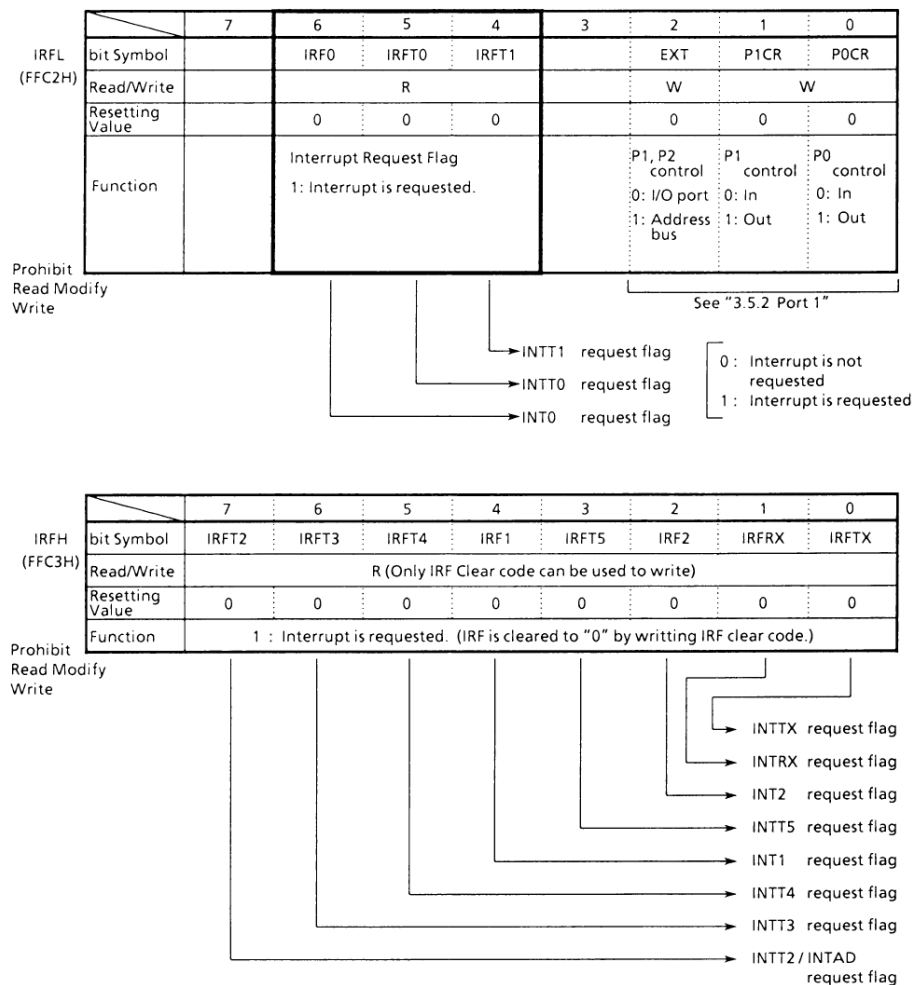 7 6 5 4 3 2 1 0
IRFL (FFC2H) bit Symbol IRF0 IRFT0 IRFT1 EXT P1CR P0CR
Read/Write R W W
Resetting Value 0 0 0 0 0 0
Function
Interrupt Request Flag
1: Interrupt is requested.
P1, P2 control
0: I/O port
1: Address bus
P1 control
0: In
1: Out
P0 control
0: In
1: Out
Prohibit
Read Modify
Write
See "3.5.2 Port 1"
INTT1 request flag
INTT0 request flag
INT0 request flag
0: Interrupt is not
requested
1: Interrupt is requested
7 6 5 4 3 2 1 0
IRFH (FFC3H) bit Symbol IRFT2 IRFT3 IRFT4 IRF1 IRFT5 IRF2 IRFRX IRFTX
Read/Write R (Only IRF Clear code can be used to write)
Resetting Value 0 0 0 0 0 0 0 0
Function 1 : Interrupt is requested. (IRF is cleared to "0" by writting IRF clear code.)
Prohibit
Read Modify
Write
INTTX request flag
INTRX request flag
INT2 request flag
INTT5 request flag
INT1 request flag
INTT4 request flag
INTT3 request flag
INTT2 / INTAD
request flag